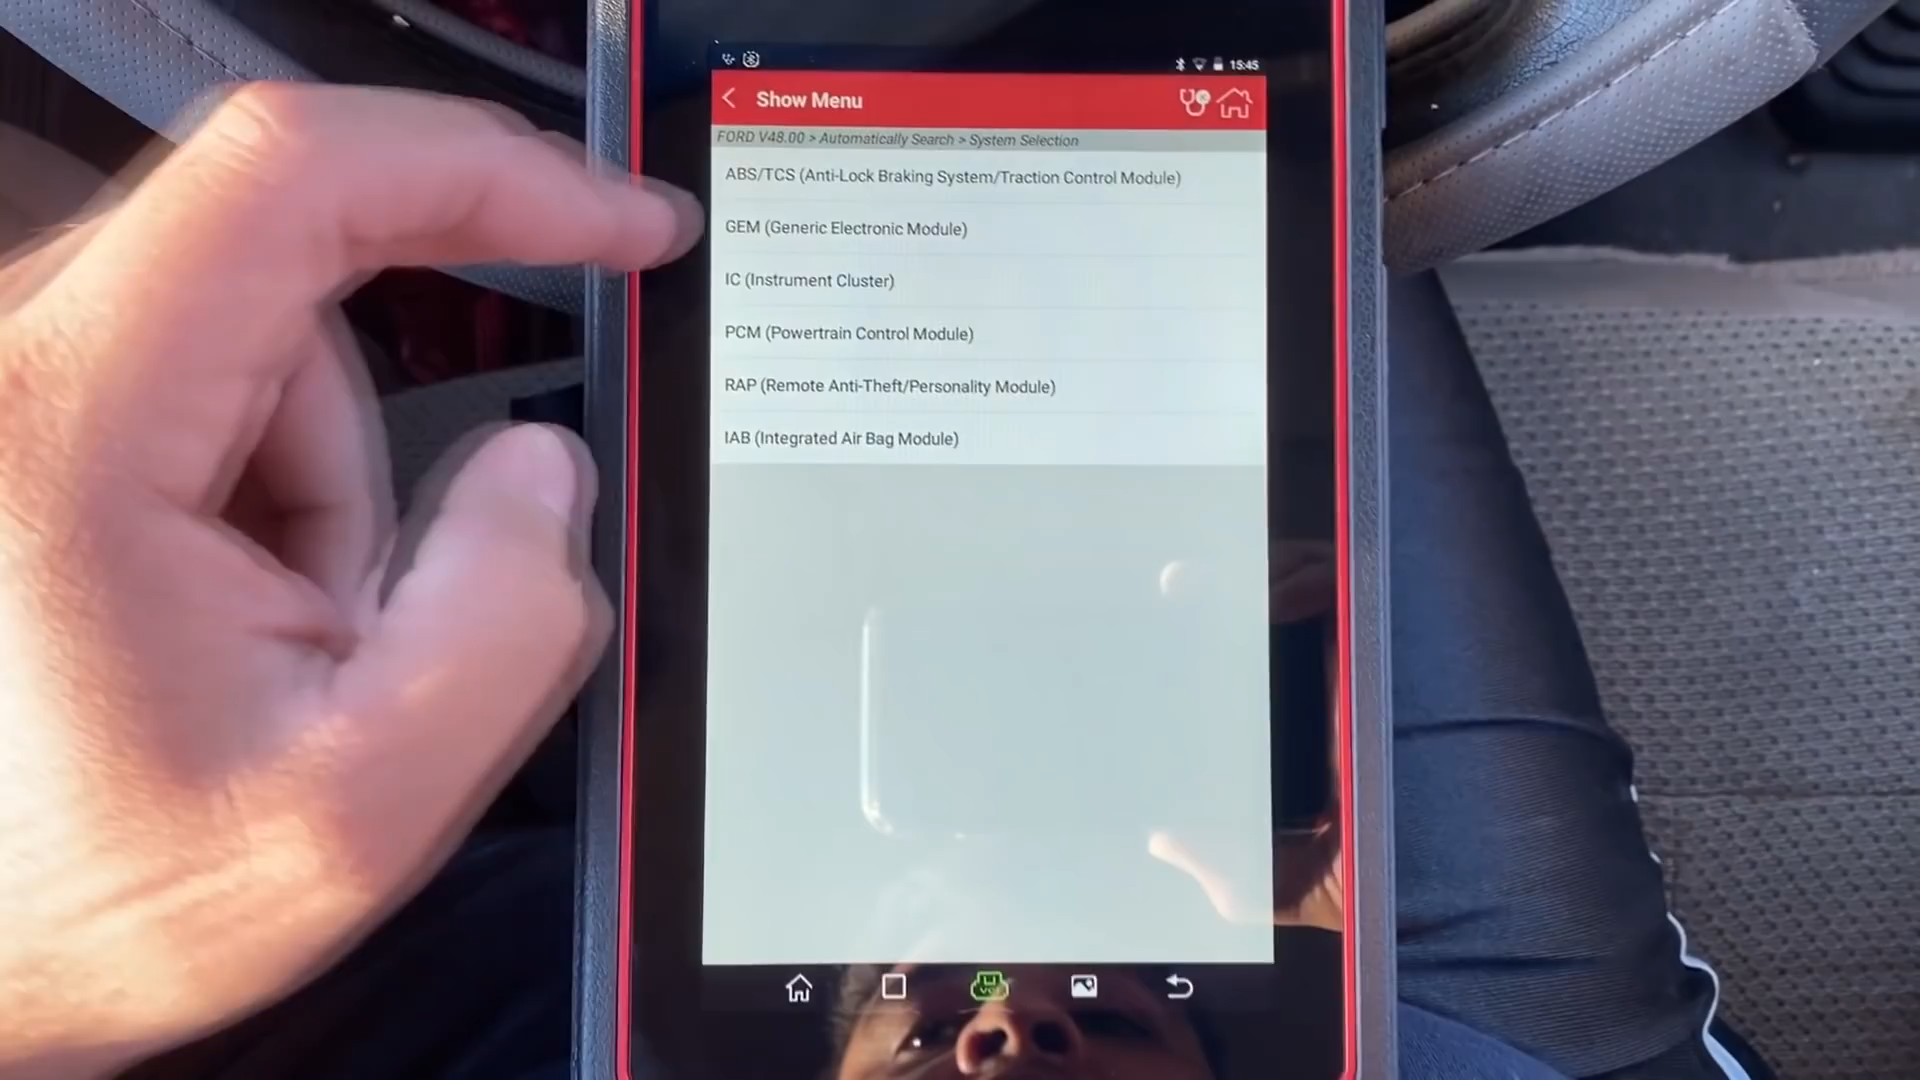 15:45
Show Menu
FORD V48.00 > Automatically Search > System Selection
ABS/TCS (Anti-Lock Braking System/Traction Control Module)
GEM (Generic Electronic Module)
IC (Instrument Cluster)
PCM (Powertrain Control Module)
RAP (Remote Anti-Theft/Personality Module)
IAB (Integrated Air Bag Module)
VCI